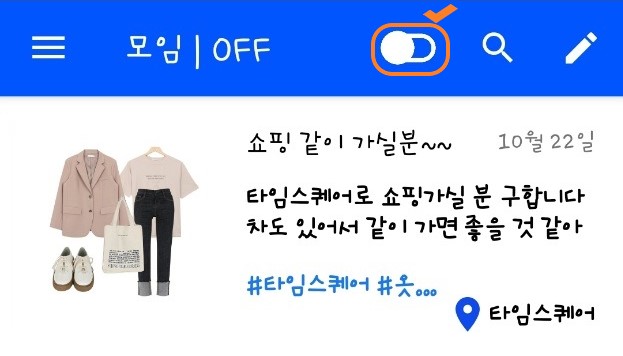 모임 | OFF
쇼핑 같이 가실분~~ 10월 22일
타임스퀘어로 쇼핑가실 분 구합니다
차도 있어서 같이 가면 좋을 것 같아
#타임스퀘어 #옷...
타임스퀘어